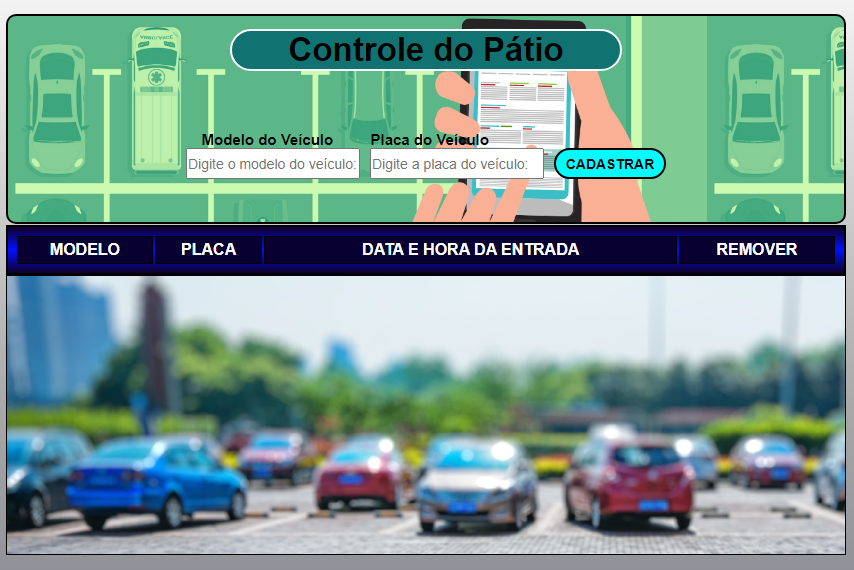 Controle do Pátio
Modelo do Veículo Placa do Veículo
Digite o modelo do veículo: Digite a placa do veículo: CADASTRAR
MODELO PLACA DATA E HORA DA ENTRADA REMOVER